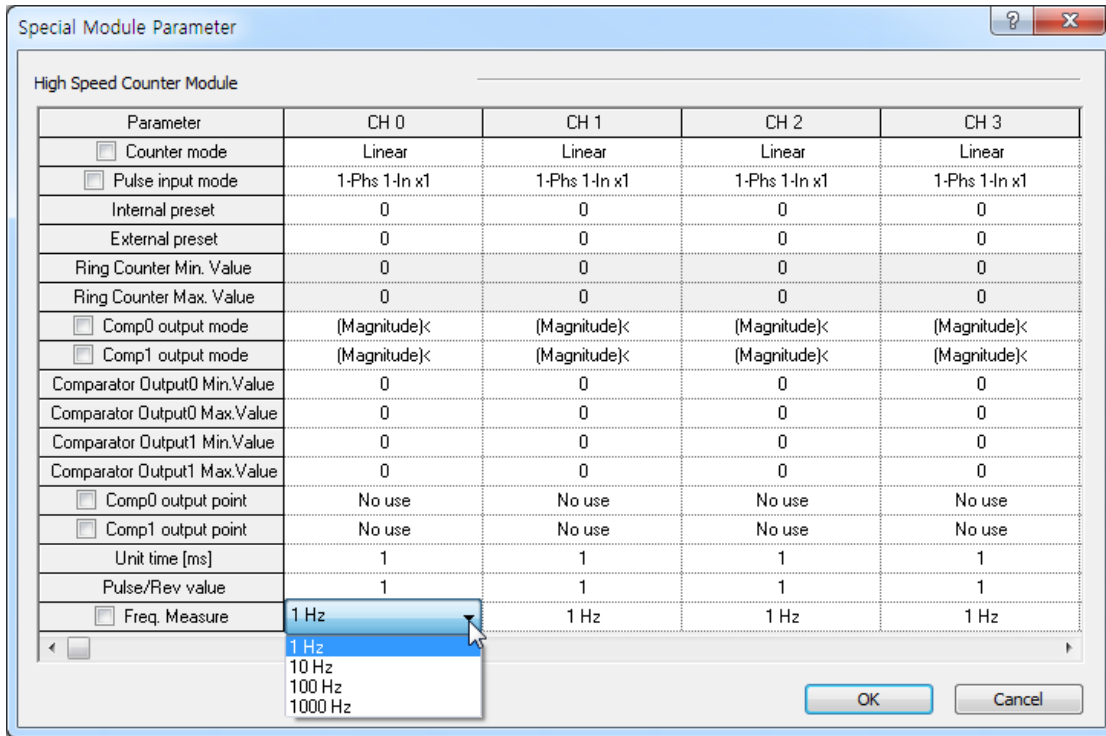 Special Module Parameter
High Speed Counter Module
Parameter CH 0 CH 1 CH 2 CH 3
Counter mode Linear Linear Linear Linear
Pulse input mode 1-Phs 1-In x1 1-Phs 1-In x1 1-Phs 1-In x1 1-Phs 1-In x1
Internal preset 0 0 0 0
External preset 0 0 0 0
Ring Counter Min. Value 0 0 0 0
Ring Counter Max. Value 0 0 0 0
Comp0 output mode (Magnitude)< (Magnitude)< (Magnitude)< (Magnitude)<
Comp1 output mode (Magnitude)< (Magnitude)< (Magnitude)< (Magnitude)<
Comparator Output0 Min.Value 0 0 0 0
Comparator Output0 Max.Value 0 0 0 0
Comparator Output1 Min.Value 0 0 0 0
Comparator Output1 Max.Value 0 0 0 0
Comp0 output point No use No use No use No use
Comp1 output point No use No use No use No use
Unit time [ms] 1 1 1 1
Pulse/Rev value 1 1 1 1
Freq. Measure 1 Hz 1 Hz 1 Hz 1 Hz
1 Hz
10 Hz
100 Hz
1000 Hz
OK Cancel